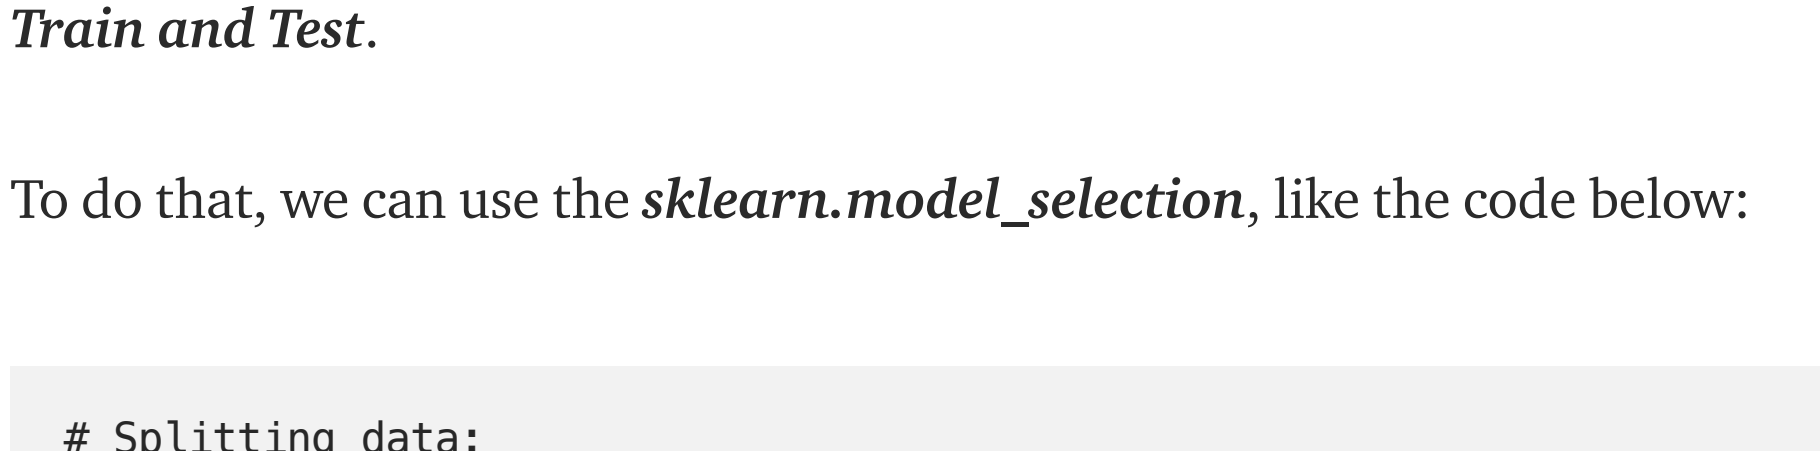 Train and Test.
To do that, we can use the sklearn.model_selection, like the code below:
# Splitting data: